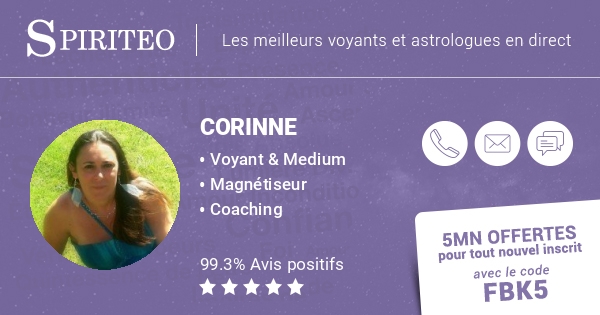 SPIRITEO
Les meilleurs voyants et astrologues en direct
CORINNE
• Voyant & Medium
• Magnétiseur
• Coaching
99.3% Avis positifs
5MN OFFERTES
pour tout nouvel inscrit
avec le code
FBK5